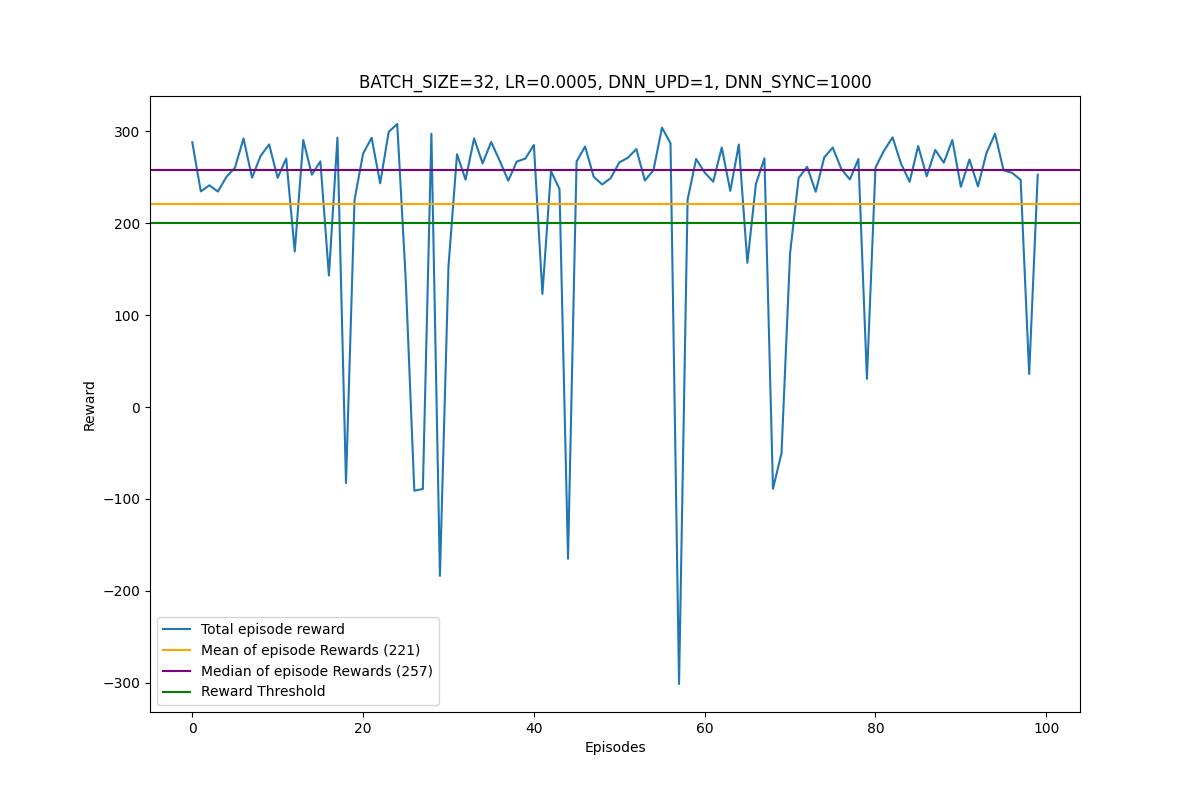 BATCH_SIZE=32, LR=0.0005, DNN_UPD=1, DNN_SYNC=1000
300
200
100
0
−100
−200
−300
Reward
Total episode reward
Mean of episode Rewards (221)
Median of episode Rewards (257)
Reward Threshold
0 20 40 60 80 100
Episodes